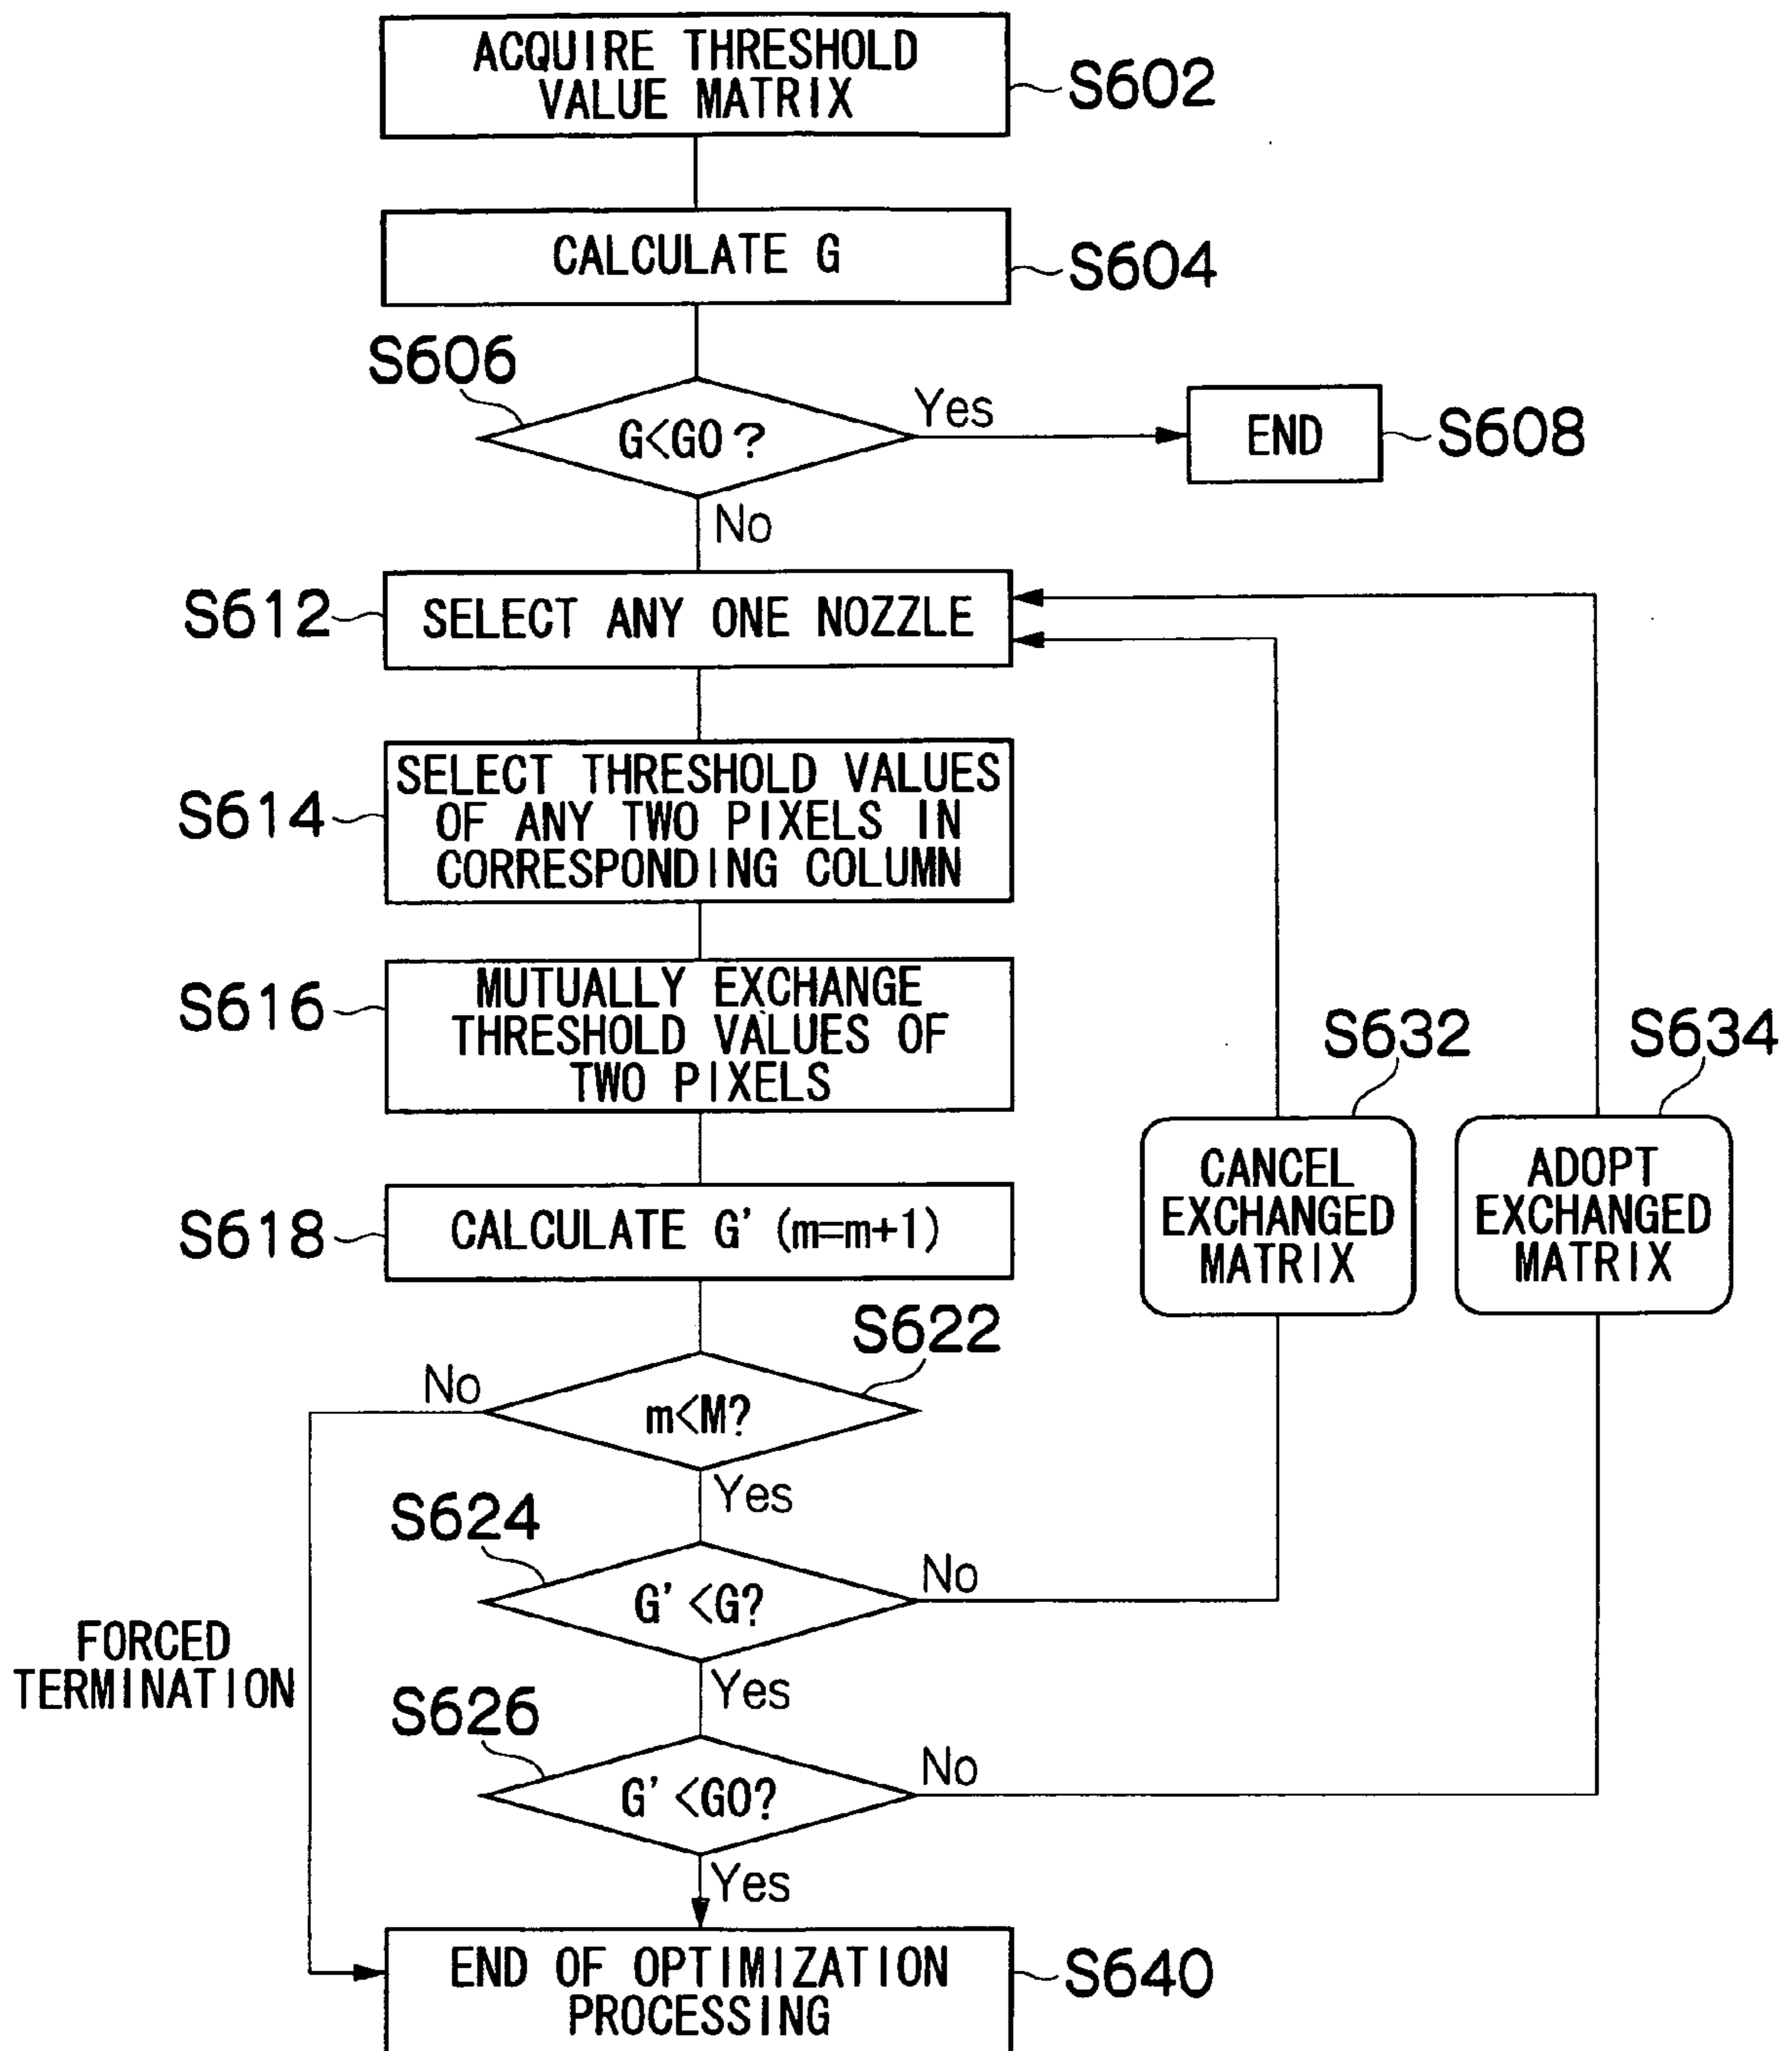 ACQUIRE THRESHOLD
VALUE MATRIX
S602
CALCULATE G
S604
S606
G<G0?
Yes
END
S608
No
S612
SELECT ANY ONE NOZZLE
S614
SELECT THRESHOLD VALUES
OF ANY TWO PIXELS IN
CORRESPONDING COLUMN
S616
MUTUALLY EXCHANGE
THRESHOLD VALUES OF
TWO PIXELS
S632
S634
CANCEL
EXCHANGED
MATRIX
ADOPT
EXCHANGED
MATRIX
S618
CALCULATE G' (m=m+1)
S622
No
m<M?
Yes
S624
G' <G?
No
FORCED
TERMINATION
Yes
S626
G' <G0?
No
Yes
END OF OPTIMIZATION
PROCESSING
S640